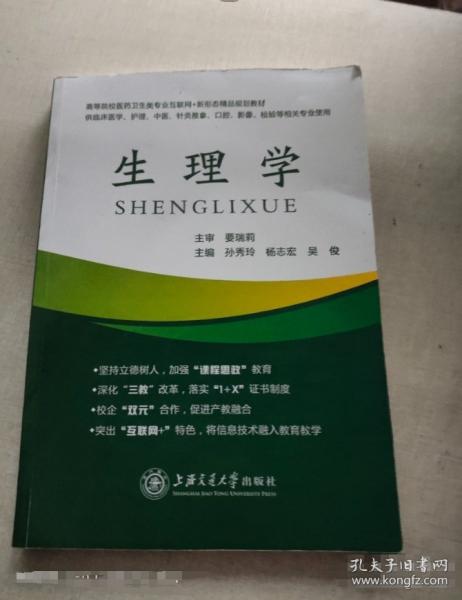 高等院校医药卫生类专业互联网+新形态精品规划教材
供临床医学、护理、中医、针灸推拿、口腔、影像、检验等相关专业使用
生理学
SHENGLIXUE
主审 要瑞莉
主编 孙秀玲 杨志宏 吴俊
•坚持立德树人，加强“课程思政”教育
•深化“三教”改革，落实“1+X”证书制度
•校企“双元”合作，促进产教融合
•突出“互联网+”特色，将信息技术融入教育教学
上海交通大学出版社
SHANGHAI JIAO TONG UNIVERSITY PRESS
孔夫子旧书网
www.kongfz.com